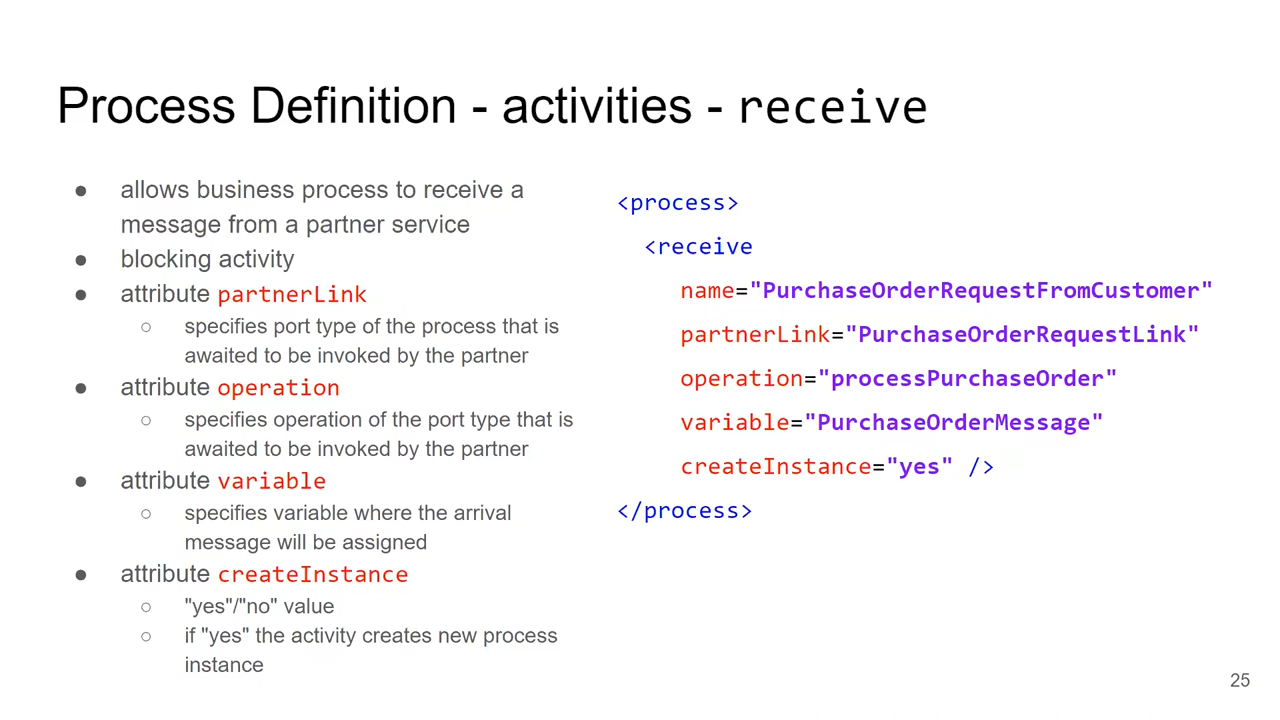 Process Definition - activities - receive
● allows business process to receive a
message from a partner service
● blocking activity
● attribute partnerLink
○ specifies port type of the process that is
awaited to be invoked by the partner
● attribute operation
○ specifies operation of the port type that is
awaited to be invoked by the partner
● attribute variable
○ specifies variable where the arrival
message will be assigned
● attribute createInstance
○ "yes"/"no" value
○ if "yes" the activity creates new process
instance
<process>
<receive
name="PurchaseOrderRequestFromCustomer"
partnerLink="PurchaseOrderRequestLink"
operation="processPurchaseOrder"
variable="PurchaseOrderMessage"
createInstance="yes" />
</process>
25